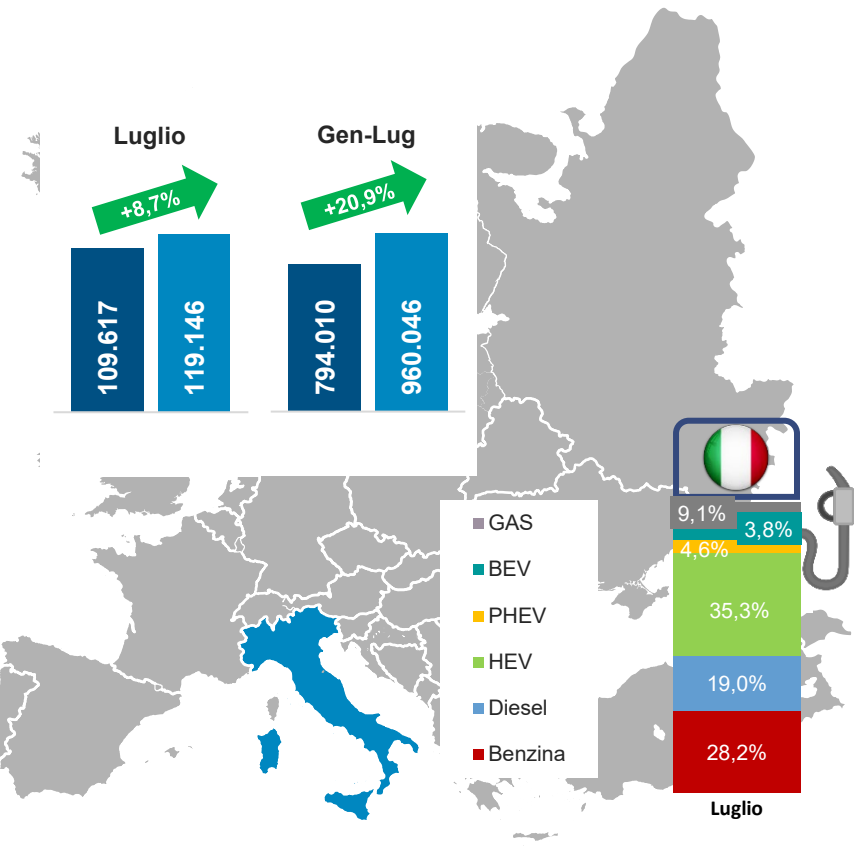 Luglio
Gen-Lug
+8,7%
+20,9%
109.617
119.146
794.010
960.046
GAS
BEV
PHEV
HEV
Diesel
Benzina
9,1%
3,8%
4,6%
35,3%
19,0%
28,2%
Luglio